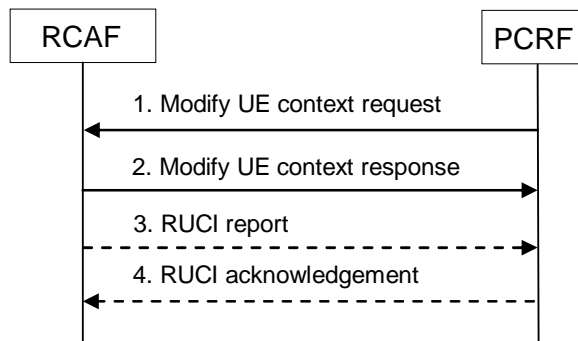 RCAF
PCRF
1. Modify UE context request
2. Modify UE context response
3. RUCI report
4. RUCI acknowledgement